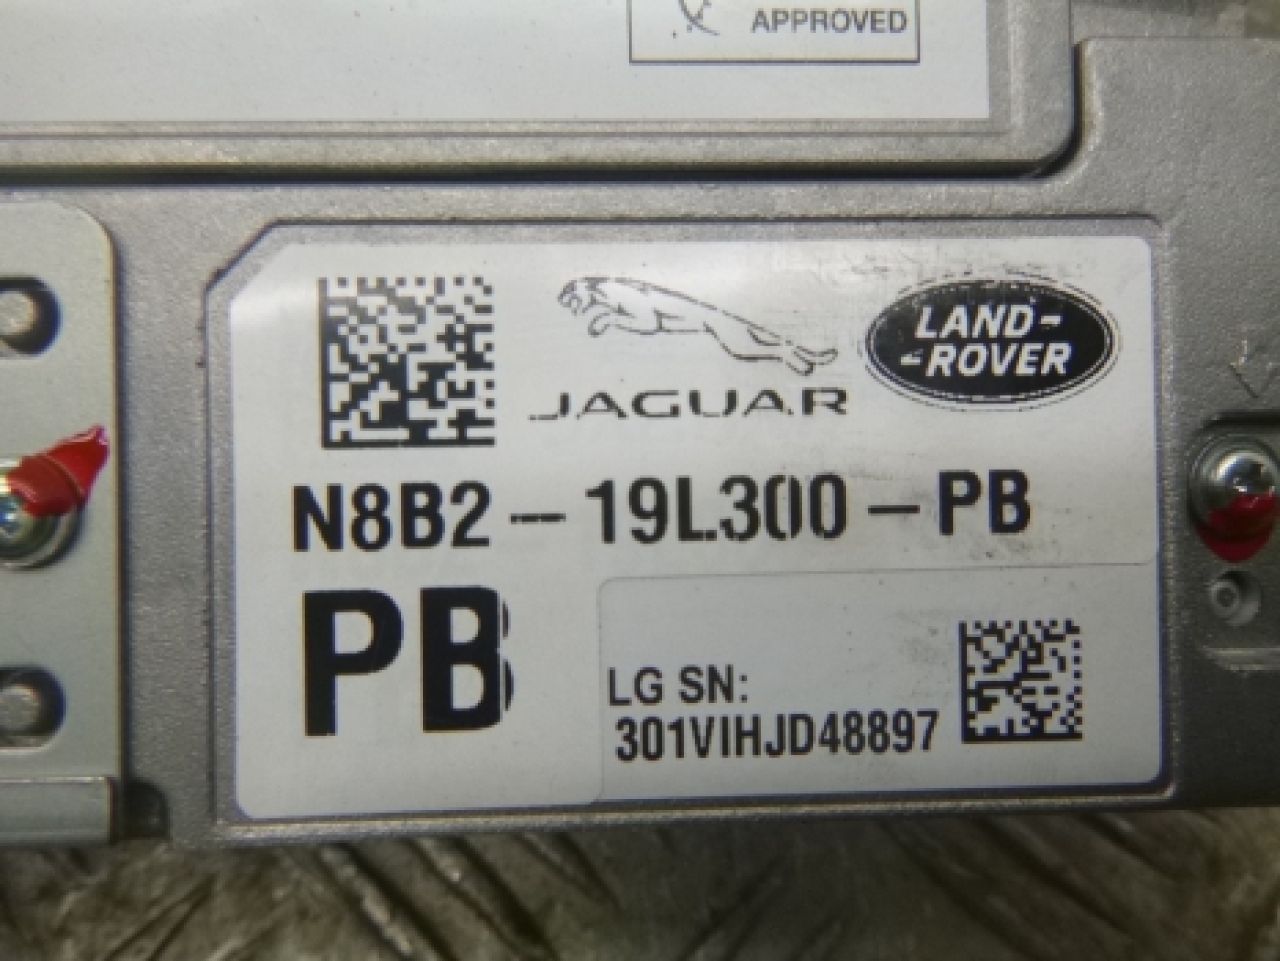 APPROVED
LAND-
-ROVER
JAGUAR
N8B2-19L300-PB
PB
LG SN:
301VIHJD48897